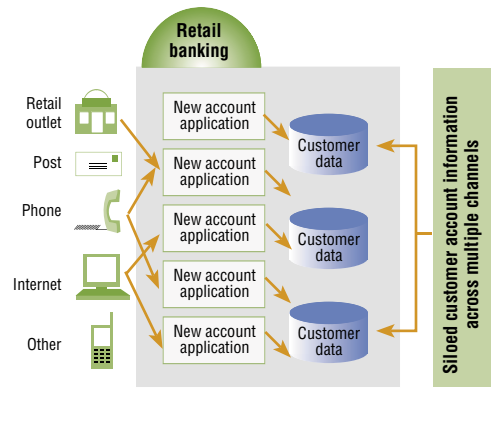 Retail
banking
Retail
outlet
Post
Phone
Internet
Other
New account
application
New account
application
New account
application
New account
application
New account
application
Customer
data
Customer
data
Customer
data
Siloed customer account information
across multiple channels